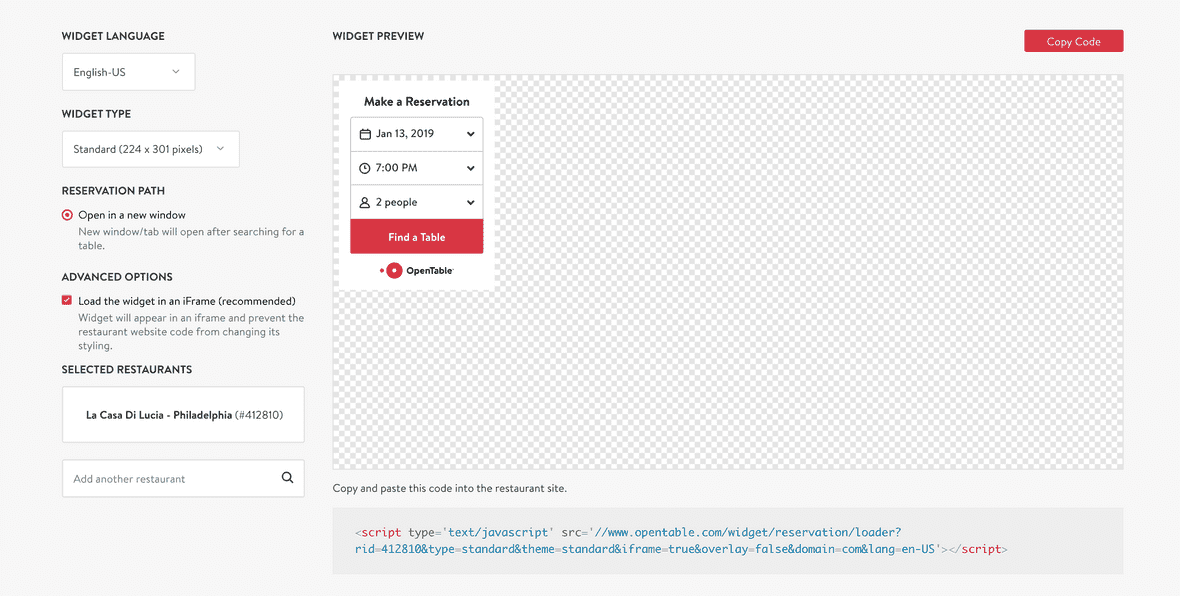 WIDGET LANGUAGE
English-US
WIDGET TYPE
Standard (224 x 301 pixels)
RESERVATION PATH
Open in a new window
New window/tab will open after searching for a
table.
ADVANCED OPTIONS
Load the widget in an iFrame (recommended)
Widget will appear in an iframe and prevent the
restaurant website code from changing its
styling.
SELECTED RESTAURANTS
La Casa Di Lucia - Philadelphia (#412810)
Add another restaurant
WIDGET PREVIEW
Copy Code
Make a Reservation
Jan 13, 2019
7:00 PM
2 people
Find a Table
OpenTable
Copy and paste this code into the restaurant site.
<script type='text/javascript' src='//www.opentable.com/widget/reservation/loader?
rid=412810&type=standard&theme=standard&iframe=true&overlay=false&domain=com&lang=en-US'></script>